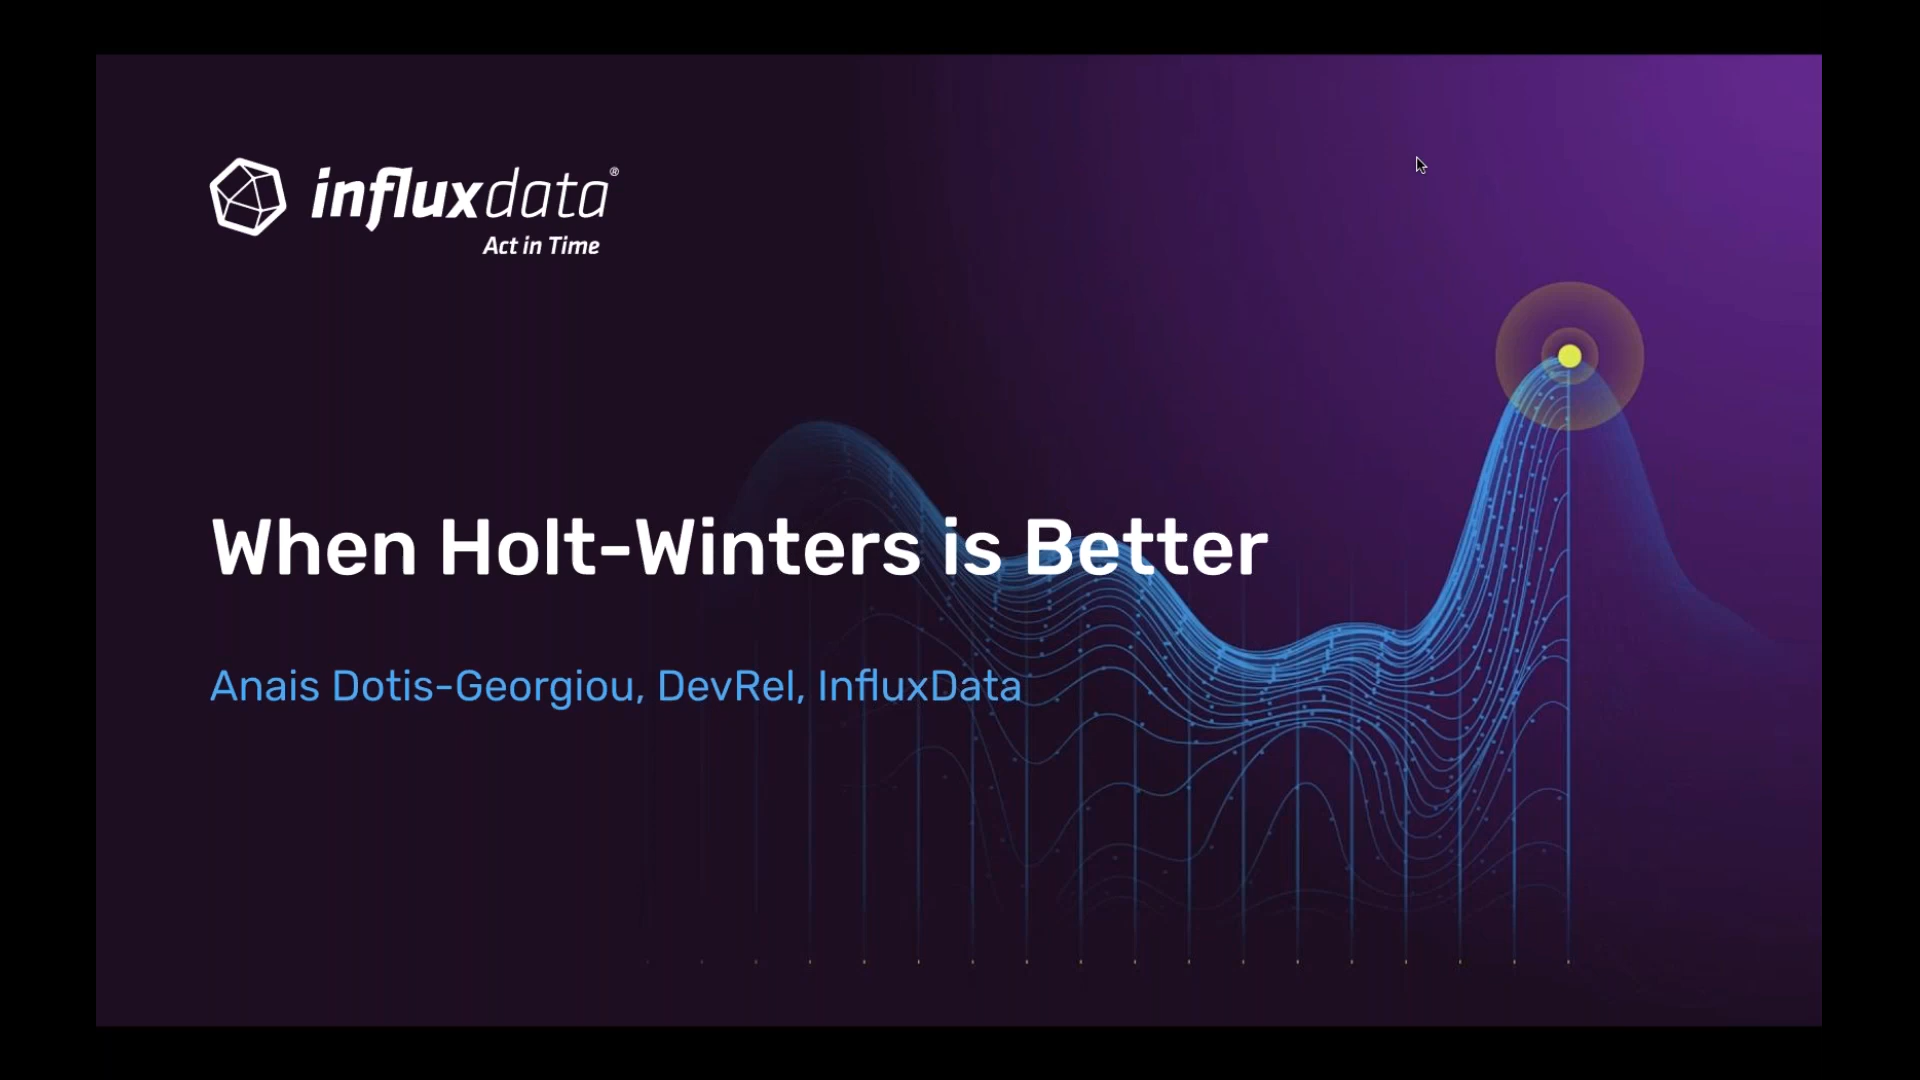 influxdata®
Act in Time
When Holt-Winters is Better
Anais Dotis-Georgiou, DevRel, InfluxData